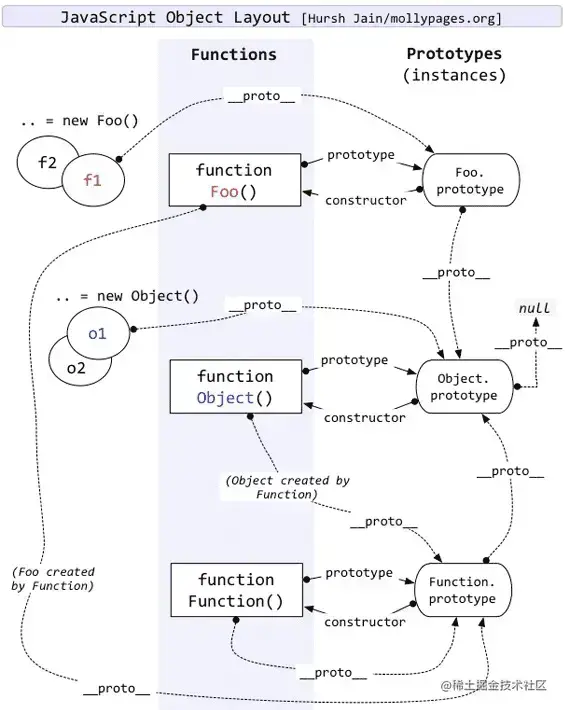 JavaScript Object Layout [Hursh Jain/mollypages.org]
Functions
Prototypes
(instances)
__proto__
.. = new Foo()
f2
f1
function
Foo()
prototype
constructor
Foo.
prototype
__proto__
.. = new Object()
o1
o2
__proto__
null
__proto__
function
Object()
prototype
constructor
Object.
prototype
(Object created by
Function)
__proto__
__proto__
(Foo created
by Function)
function
Function()
prototype
constructor
Function.
prototype
__proto__
__proto__
@稀土掘金技术社区